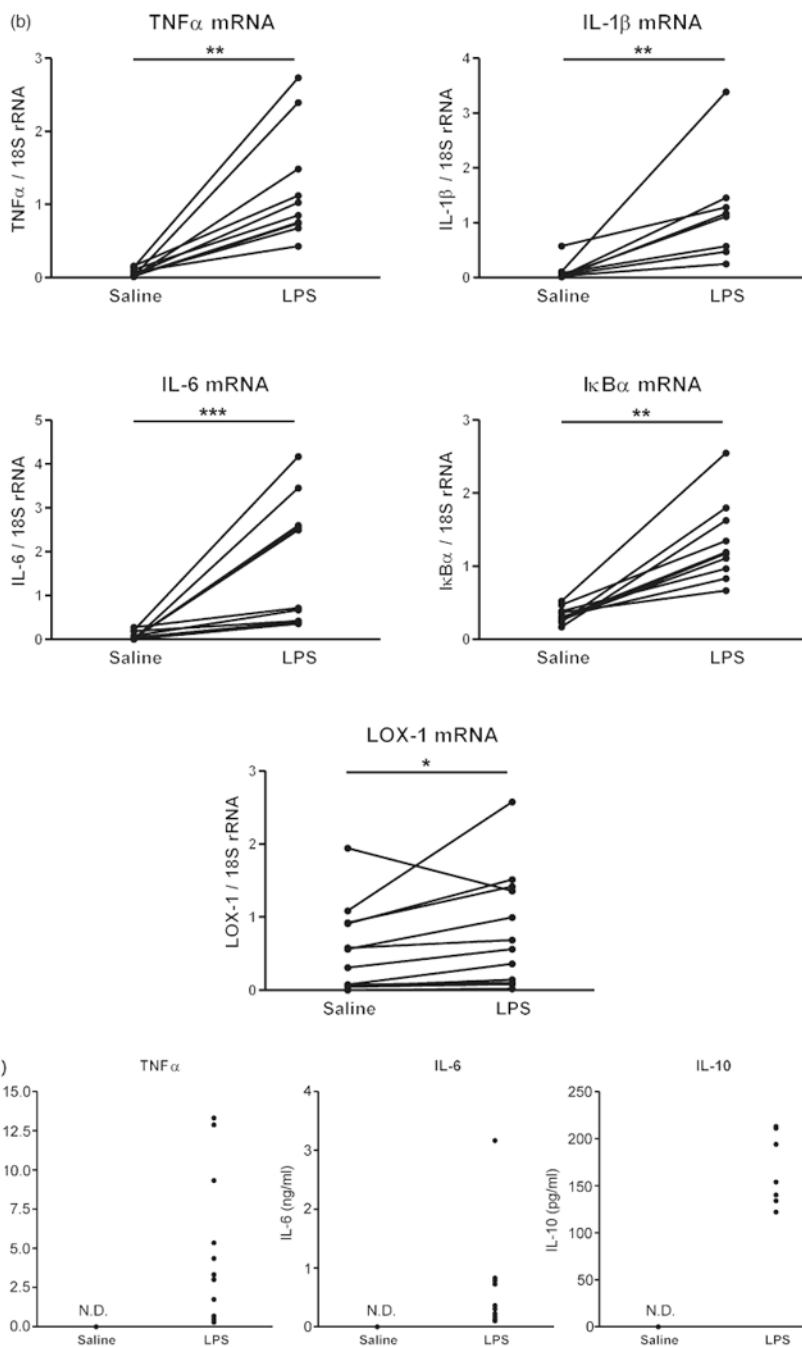 (b)
TNFα mRNA
**
TNFα / 18S rRNA
3
2
1
0
Saline LPS
IL-1β mRNA
**
IL-1β / 18S rRNA
4
3
2
1
0
Saline LPS
IL-6 mRNA
***
IL-6 / 18S rRNA
5
4
3
2
1
0
Saline LPS
IκBα mRNA
**
IκBα / 18S rRNA
3
2
1
0
Saline LPS
LOX-1 mRNA
*
LOX-1 / 18S rRNA
3
2
1
0
Saline LPS
)
TNFα
15.0
12.5
10.0
7.5
5.0
2.5
0.0
N.D.
Saline LPS
IL-6
IL-6 (ng/ml)
4
3
2
1
0
N.D.
Saline LPS
IL-10
IL-10 (pg/ml)
250
200
150
100
50
0
N.D.
Saline LPS